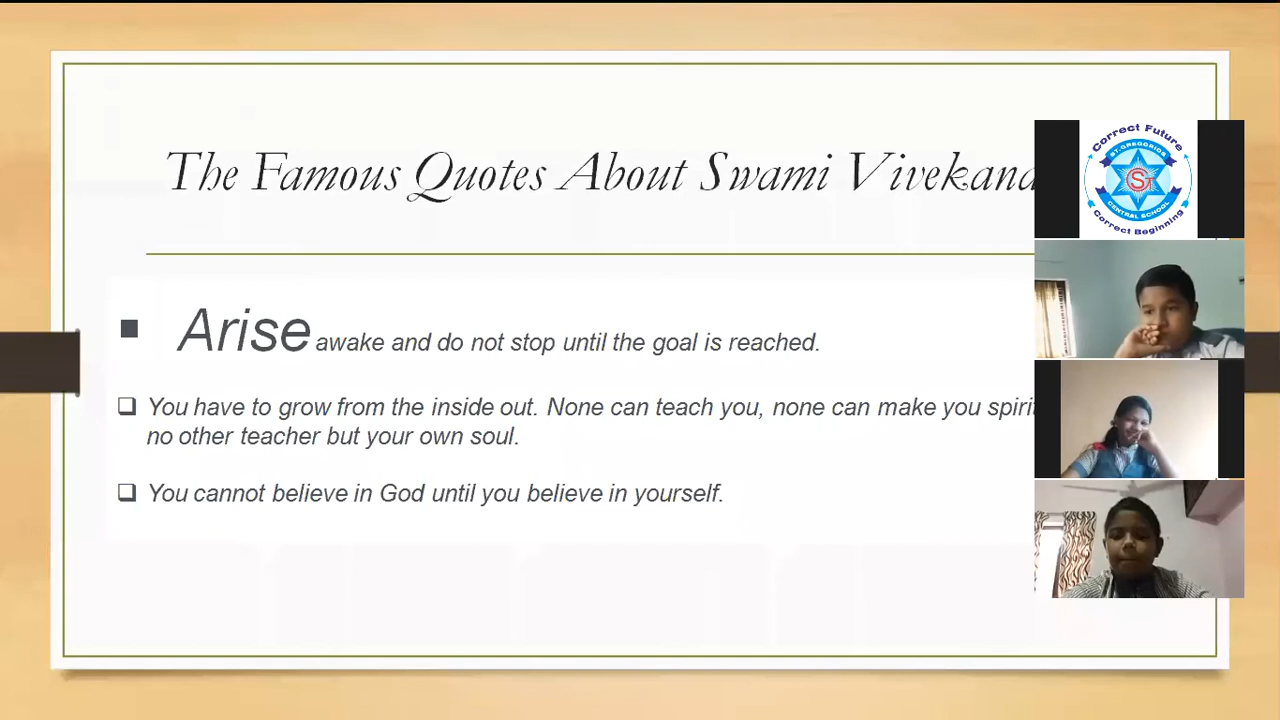 The Famous Quotes About Swami
awake and do not stop until the goal is reached.
Arise
You have to grow from the inside out. None can teach you, none can make you
no other teacher but your own soul.
You cannot believe in God until you believe in yourself.
Correct Future
ST.GREGORIOS
SG
CENTRAL SCHOOL
Correct Beginning